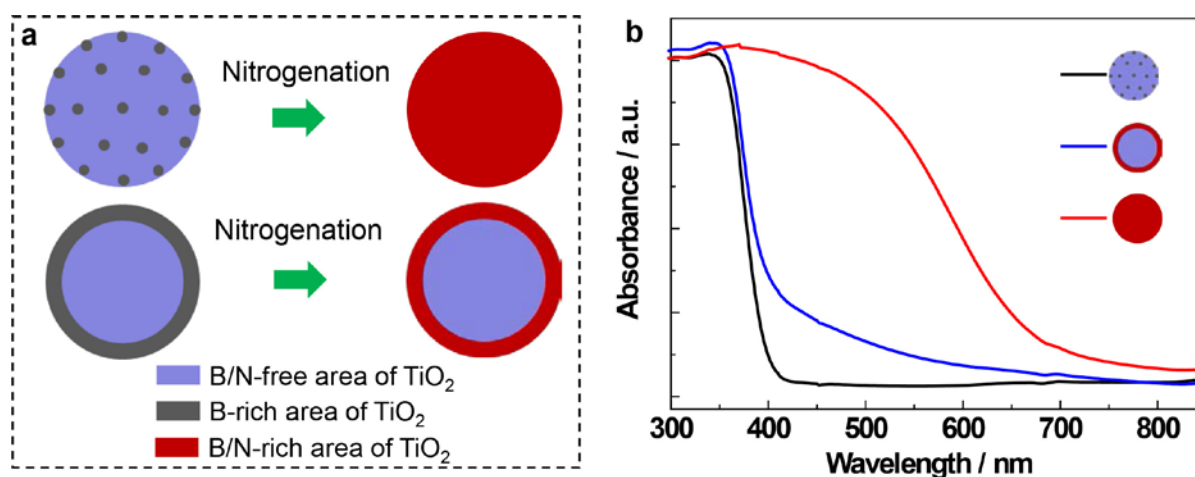 a
Nitrogenation
Nitrogenation
B/N-free area of TiO₂
B-rich area of TiO₂
B/N-rich area of TiO₂
b
Absorbance / a.u.
300 400 500 600 700 800
Wavelength / nm